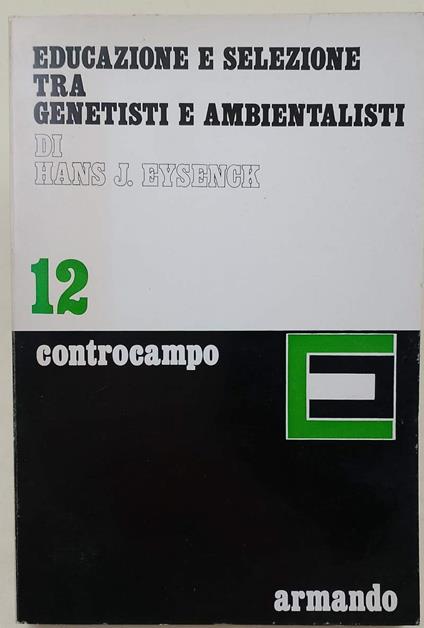 EDUCAZIONE E SELEZIONE
TRA
GENETISTI E AMBIENTALISTI
DI
HANS J. EYSENCK
12
controcampo
armando